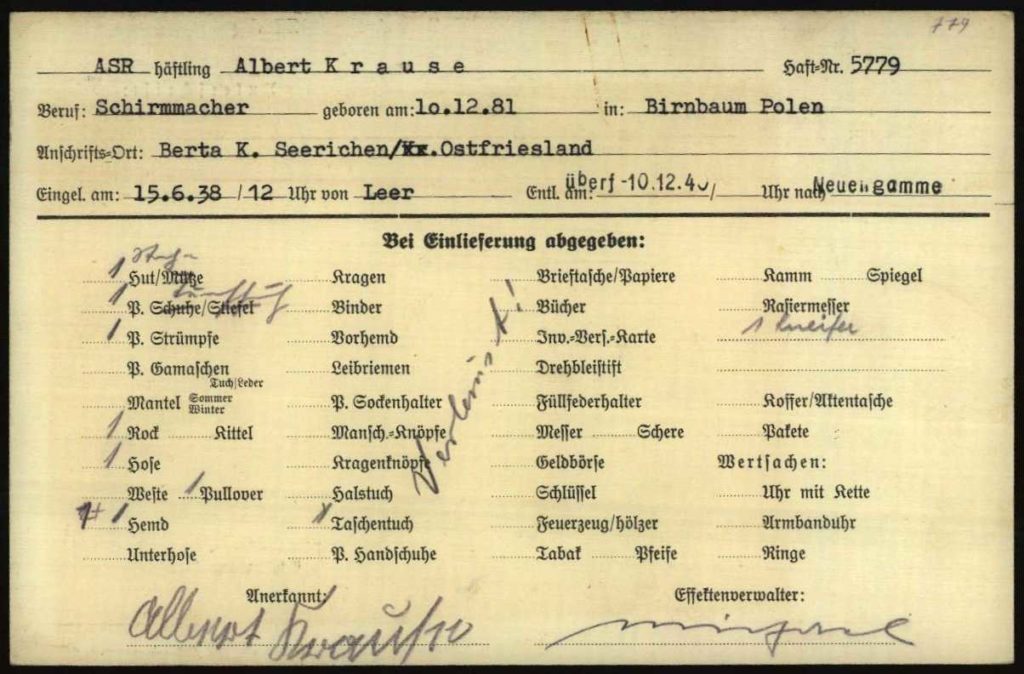 779
ASR häftling Albert Krause Haft-Nr. 5779
Beruf: Schirmmacher geboren am: 10.12.81 in: Birnbaum Polen
Anschrifts-Ort: Berta K. Seerichen/Kr.Ostfriesland
Eingel. am: 15.6.38 /12 Uhr von Leer Entl. am: überf -10.12.40 / Uhr nach Neuengamme
Bei Einlieferung abgegeben:
1 Hut/Mütze Kragen Brieftasche/Papiere Kamm Spiegel
1 P. Schuhe/Stiefel Binder Bücher Rasiermesser
1 P. Strümpfe Vorhemd Inv.-Vers.-Karte 1 Kneifer
P. Gamaschen Tuch/Leder Leibriemen Drehbleistift
Mantel Sommer Winter P. Sockenhalter Füllfederhalter Koffer/Aktentasche
1 Rock Kittel Mansch.-Knöpfe Messer Schere Pakete
1 Hose Kragenknöpfe Geldbörse Wertsachen:
Weste 1 Pullover Halstuch Schlüssel Uhr mit Kette
1 Hemd 1 Taschentuch Feuerzeug/hölzer Armbanduhr
Unterhose P. Handschuhe Tabak Pfeife Ringe
Anerkannt: Effektenverwalter:
Albert Krause